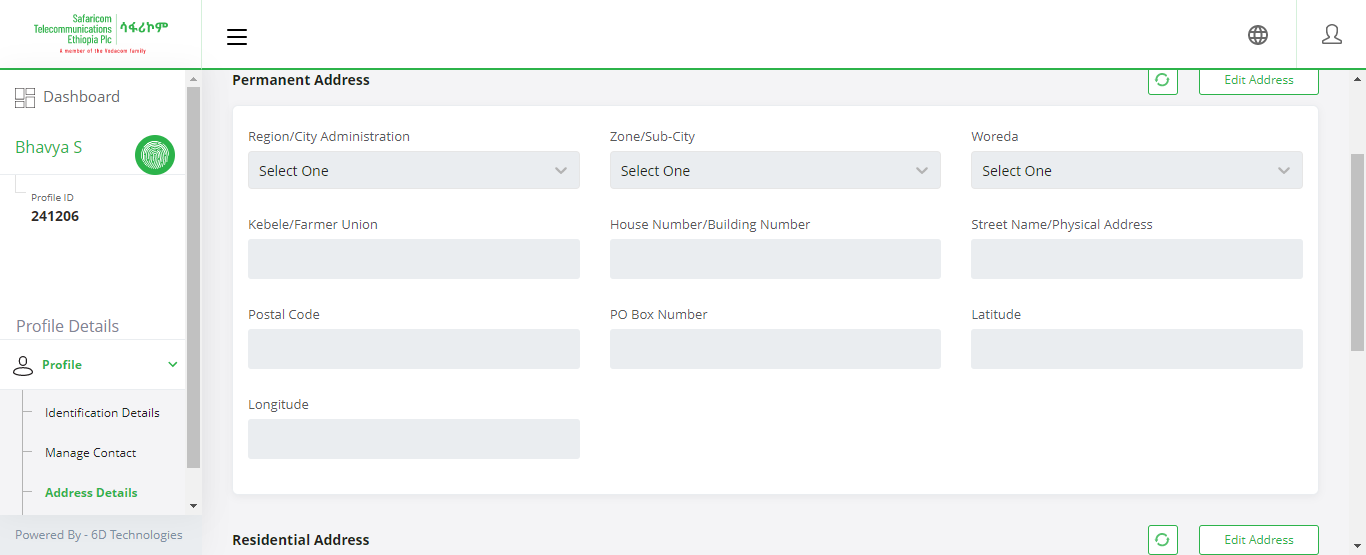 Safaricom
Telecommunications
Ethiopia Plc
ሳፋሪኮም
A member of the Vodacom family
Dashboard
Bhavya S
Profile ID
241206
Profile Details
Profile
Identification Details
Manage Contact
Address Details
Powered By - 6D Technologies
Permanent Address
Edit Address
Region/City Administration
Zone/Sub-City
Woreda
Select One
Select One
Select One
Kebele/Farmer Union
House Number/Building Number
Street Name/Physical Address
Postal Code
PO Box Number
Latitude
Longitude
Residential Address
Edit Address